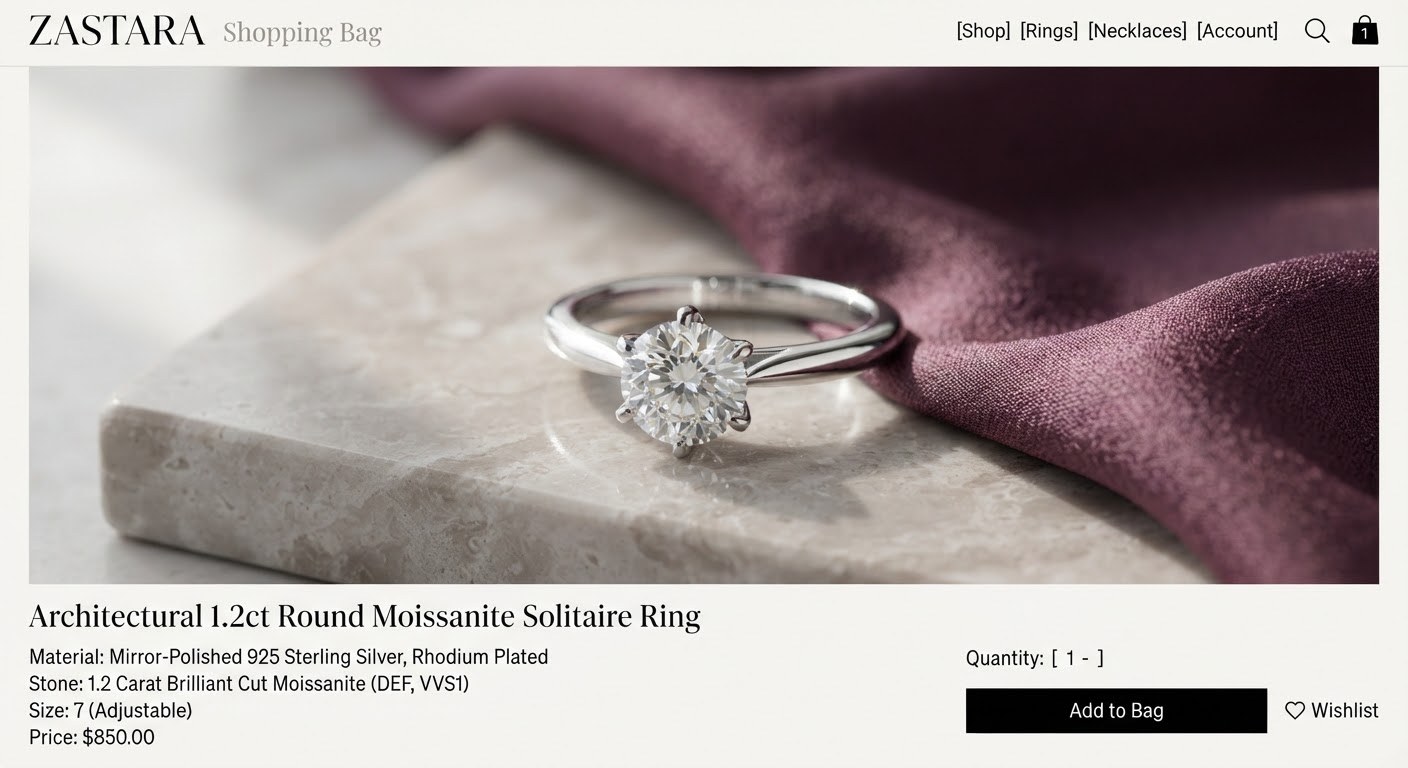 ZASTARA Shopping Bag
[Shop] [Rings] [Necklaces] [Account]
1
Architectural 1.2ct Round Moissanite Solitaire Ring
Material: Mirror-Polished 925 Sterling Silver, Rhodium Plated
Stone: 1.2 Carat Brilliant Cut Moissanite (DEF, VVS1)
Size: 7 (Adjustable)
Price: $850.00
Quantity: [ 1 - ]
Add to Bag
Wishlist